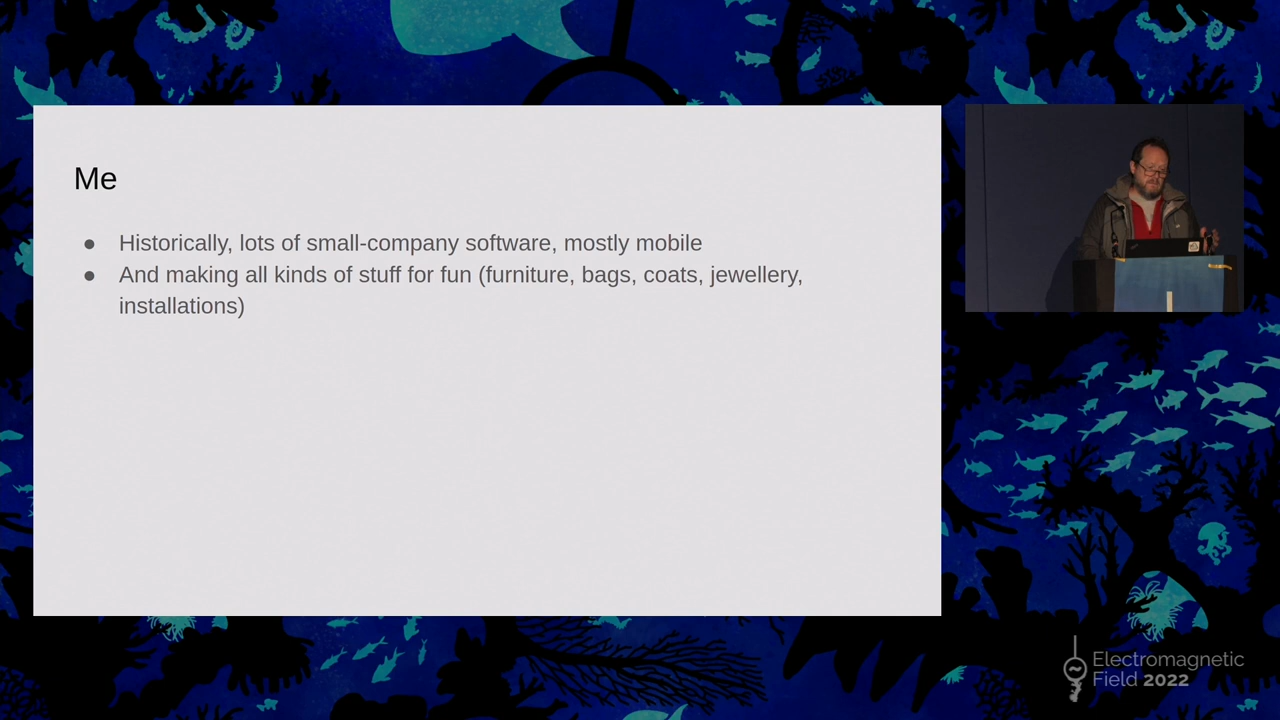 Me
● Historically, lots of small-company software, mostly mobile
● And making all kinds of stuff for fun (furniture, bags, coats, jewellery,
installations)
Electromagnetic
Field 2022